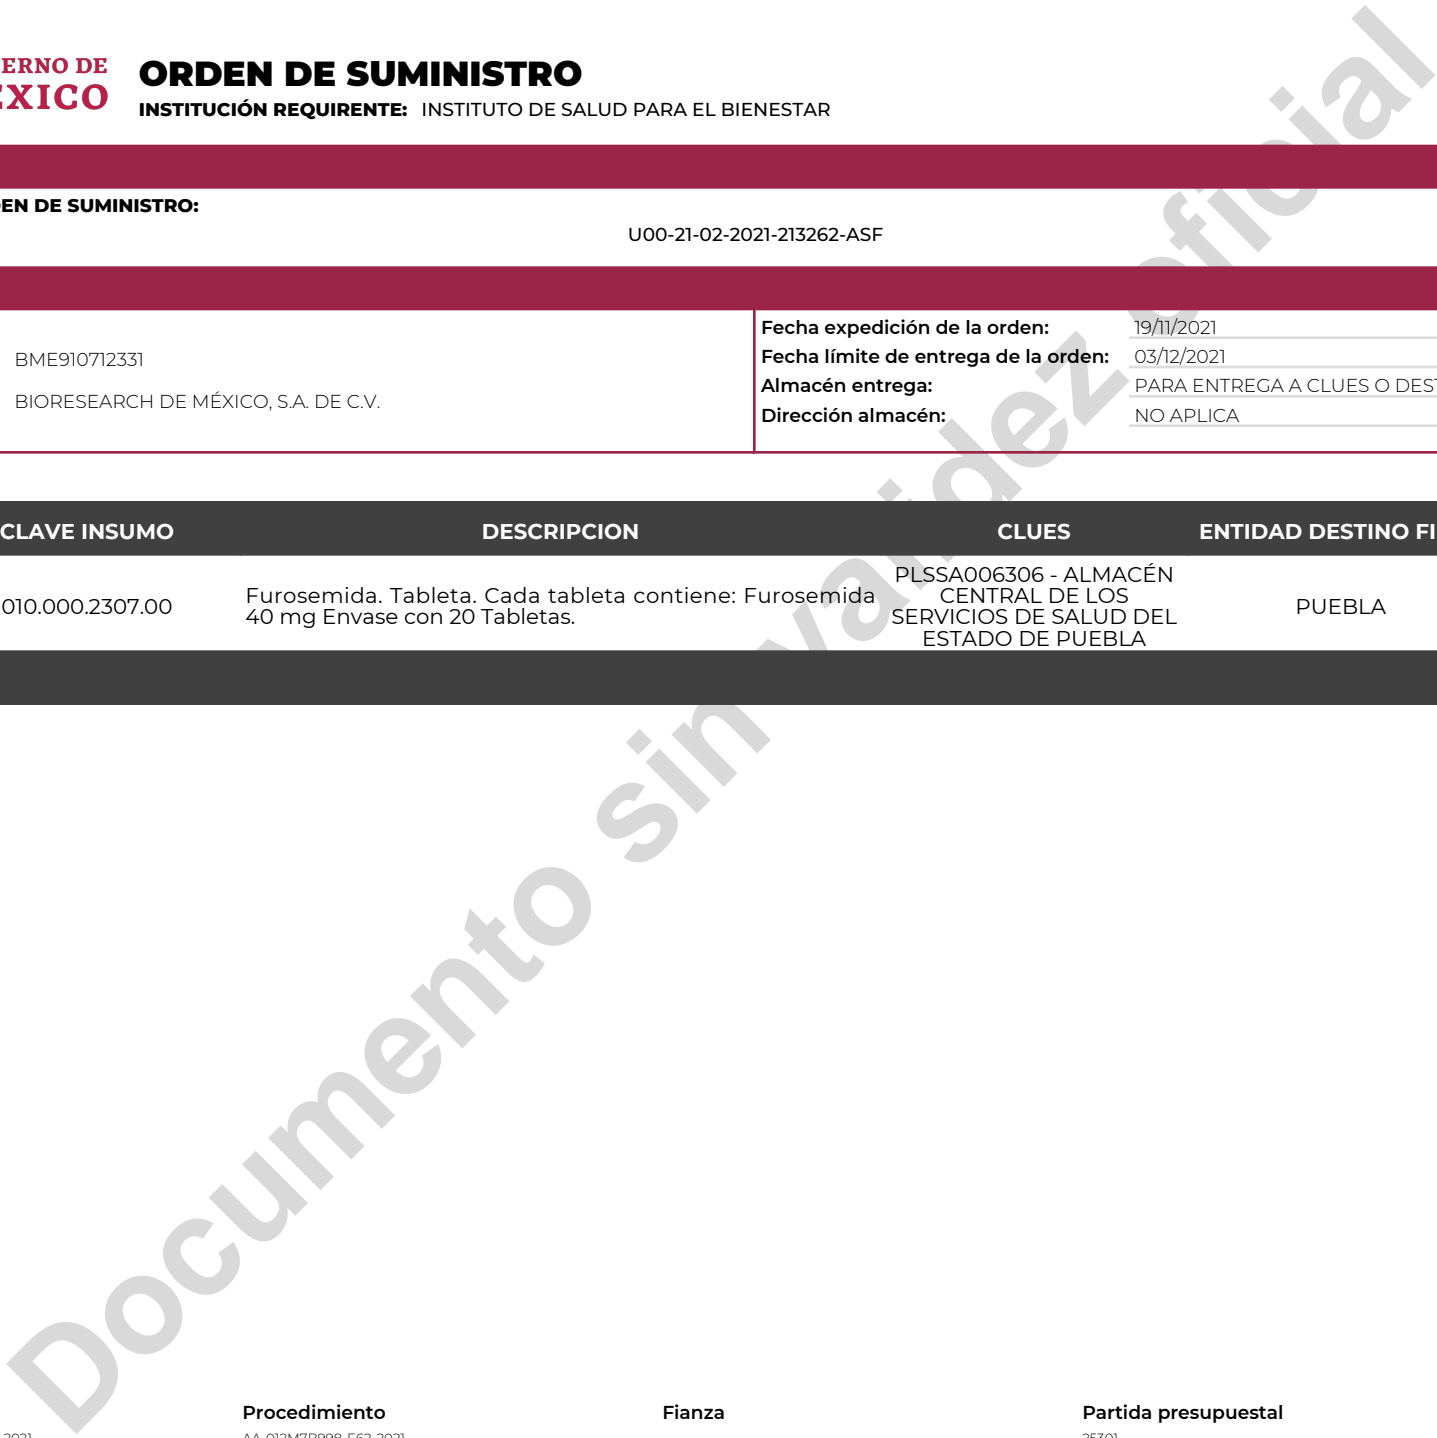 ERNO DE
ÉXICO
ORDEN DE SUMINISTRO
INSTITUCIÓN REQUIRENTE: INSTITUTO DE SALUD PARA EL BIENESTAR
EN DE SUMINISTRO:
U00-21-02-2021-213262-ASF
BME910712331
BIORESEARCH DE MÉXICO, S.A. DE C.V.
Fecha expedición de la orden: 19/11/2021
Fecha límite de entrega de la orden: 03/12/2021
Almacén entrega: PARA ENTREGA A CLUES O DEST
Dirección almacén: NO APLICA
CLAVE INSUMO DESCRIPCION CLUES ENTIDAD DESTINO FI
010.000.2307.00
Furosemida. Tableta. Cada tableta contiene: Furosemida
40 mg Envase con 20 Tabletas.
PLSSA006306 - ALMACÉN
CENTRAL DE LOS
SERVICIOS DE SALUD DEL
ESTADO DE PUEBLA
PUEBLA
Documento sin validez oficial
Procedimiento Fianza Partida presupuestal